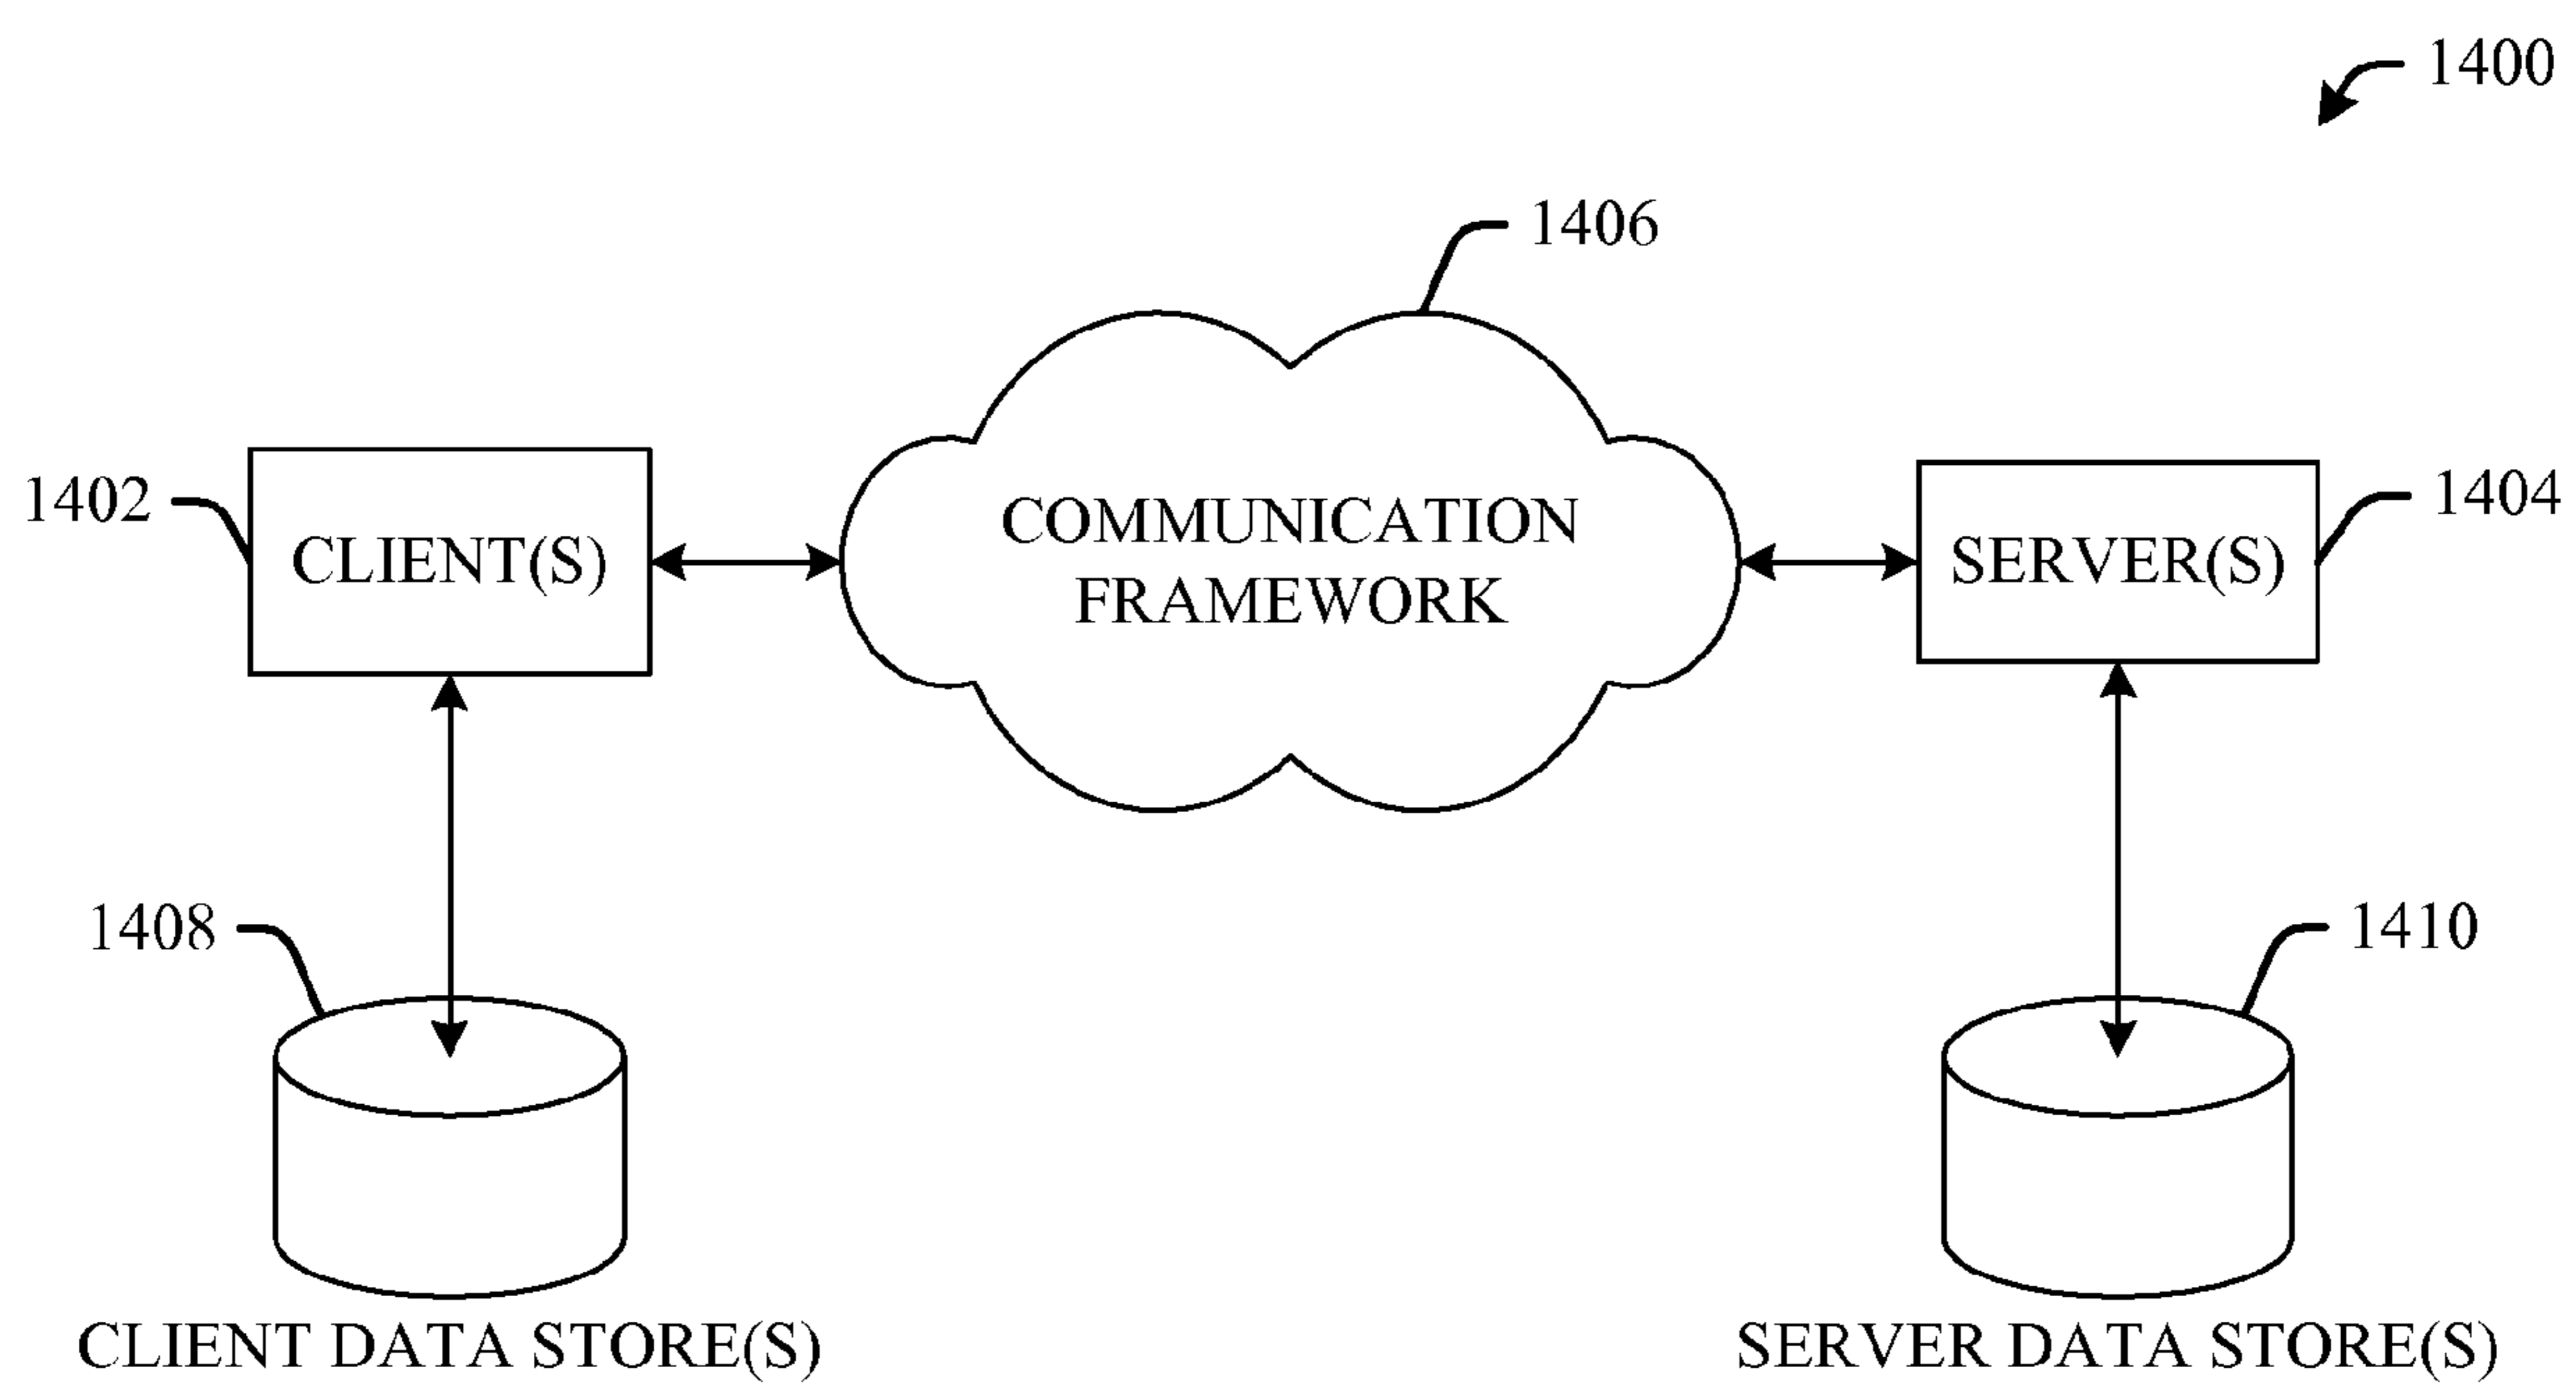 1400
1406
1402
CLIENT(S)
COMMUNICATION
FRAMEWORK
SERVER(S)
1404
1408
1410
CLIENT DATA STORE(S)
SERVER DATA STORE(S)